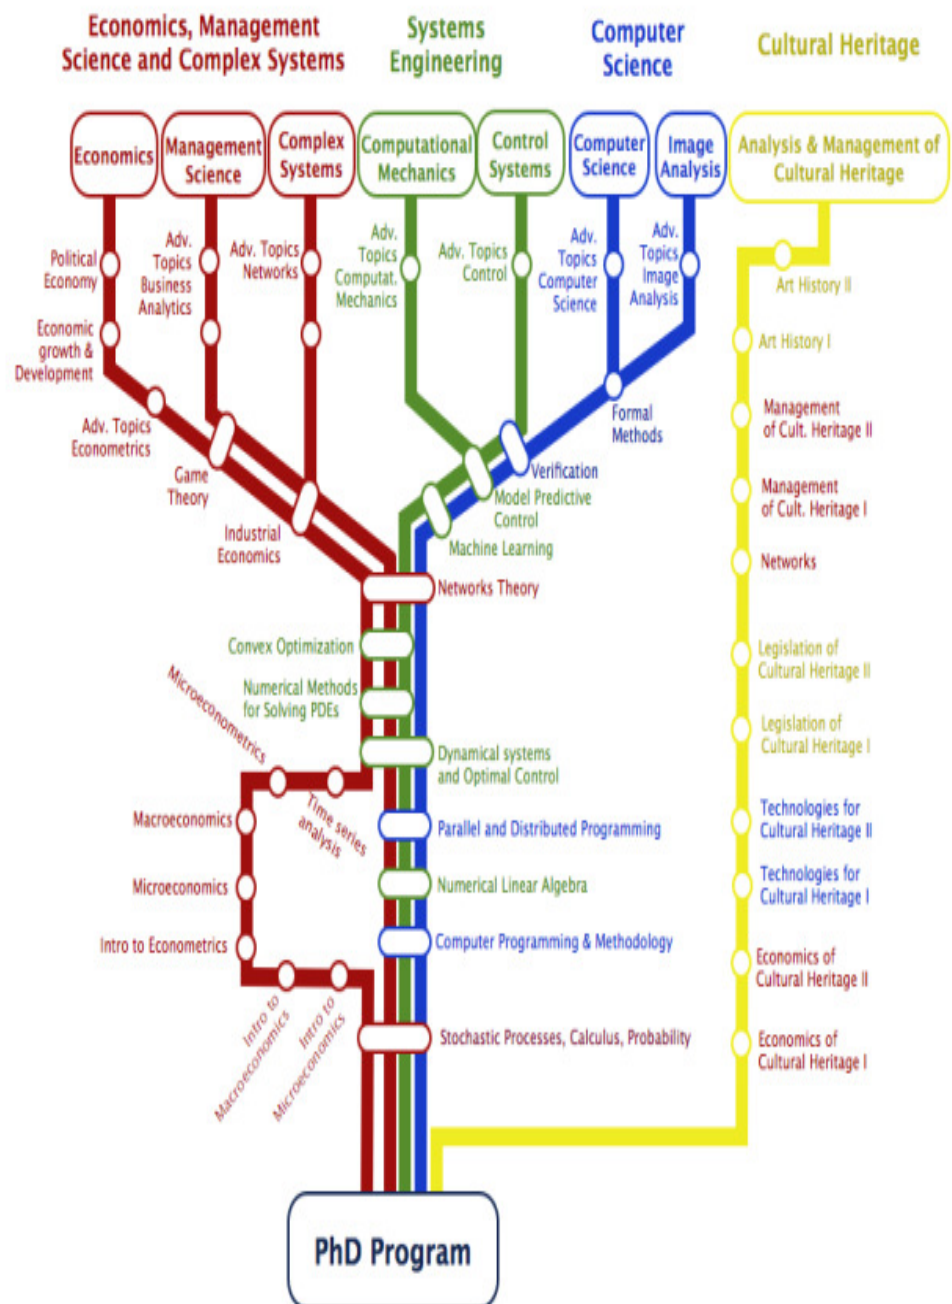 Economics, Management
Science and Complex Systems
Systems
Engineering
Computer
Science
Cultural Heritage
Economics
Management
Science
Complex
Systems
Computational
Mechanics
Control
Systems
Computer
Science
Image
Analysis
Analysis & Management of
Cultural Heritage
Political
Economy
Adv.
Topics
Business
Analytics
Adv. Topics
Networks
Adv.
Topics
Computat.
Mechanics
Adv. Topics
Control
Adv.
Topics
Computer
Science
Adv.
Topics
Image
Analysis
Art History II
Economic
growth &
Development
Art History I
Adv. Topics
Econometrics
Formal
Methods
Management
of Cult. Heritage II
Game
Theory
Verification
Model Predictive
Control
Management
of Cult. Heritage I
Industrial
Economics
Machine Learning
Networks
Networks Theory
Convex Optimization
Legislation of
Cultural Heritage II
Numerical Methods
for Solving PDEs
Microeconometrics
Legislation of
Cultural Heritage I
Dynamical systems
and Optimal Control
Time series
analysis
Macroeconomics
Parallel and Distributed Programming
Technologies for
Cultural Heritage II
Microeconomics
Numerical Linear Algebra
Technologies for
Cultural Heritage I
Intro to Econometrics
Computer Programming & Methodology
Economics of
Cultural Heritage II
Intro to
Macroeconomics
Intro to
Microeconomics
Stochastic Processes, Calculus, Probability
Economics of
Cultural Heritage I
PhD Program